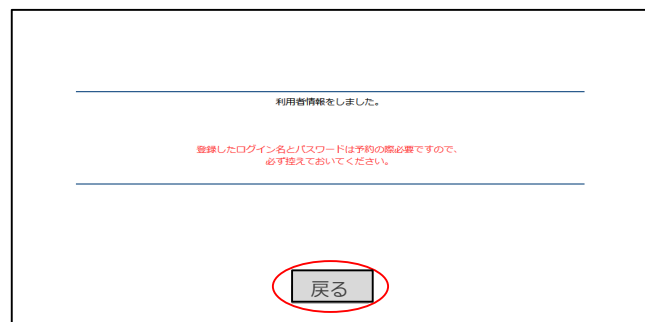 利用者情報をしました。
登録したログイン名とパスワードは予約の際必要ですので、
必ず控えておいてください。
戻る